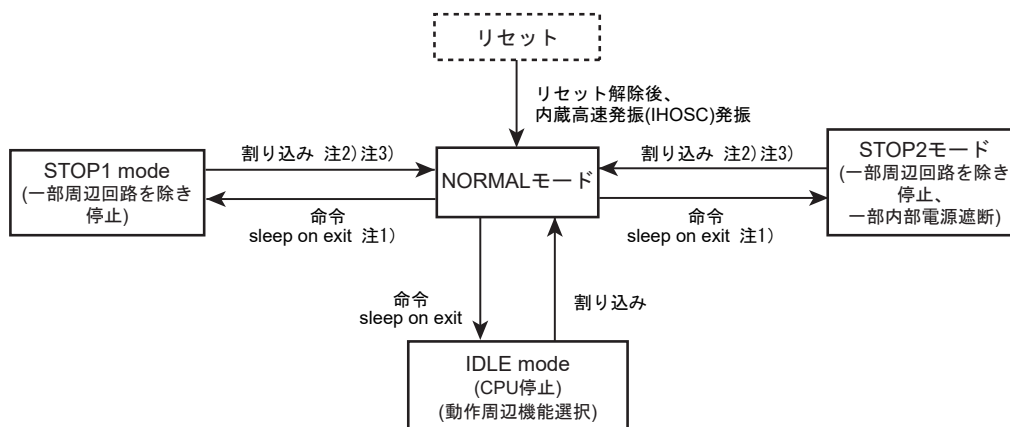 リセット
リセット解除後、
内蔵高速発振(IHOSC)発振
STOP1 mode
(一部周辺回路を除き
停止)
割り込み 注2) 注3)
命令
sleep on exit 注1)
NORMALモード
割り込み 注2) 注3)
命令
sleep on exit 注1)
STOP2モード
(一部周辺回路を除き
停止、
一部内部電源遮断)
命令
sleep on exit
割り込み
IDLE mode
(CPU停止)
(動作周辺機能選択)